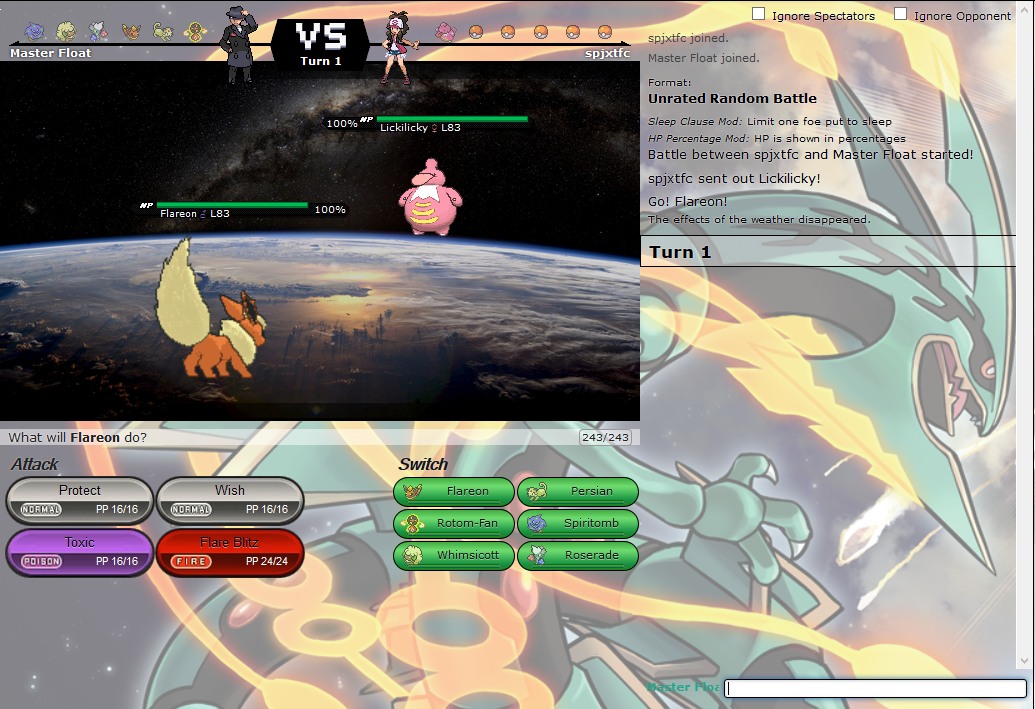 Master Float
VS
Turn 1
spjxtfc
100%
HP
Lickilicky ♀ L83
HP
Flareon ♂ L83
100%
What will Flareon do?
243/243
Attack
Protect
NORMAL
PP 16/16
Wish
NORMAL
PP 16/16
Toxic
POISON
PP 16/16
Flare Blitz
FIRE
PP 24/24
Switch
Flareon
Persian
Rotom-Fan
Spiritomb
Whimsicott
Roserade
Ignore Spectators
Ignore Opponent
spjxtfc joined.
Master Float joined.
Format:
Unrated Random Battle
Sleep Clause Mod: Limit one foe put to sleep
HP Percentage Mod: HP is shown in percentages
Battle between spjxtfc and Master Float started!
spjxtfc sent out Lickilicky!
Go! Flareon!
The effects of the weather disappeared.
Turn 1
Master Floa